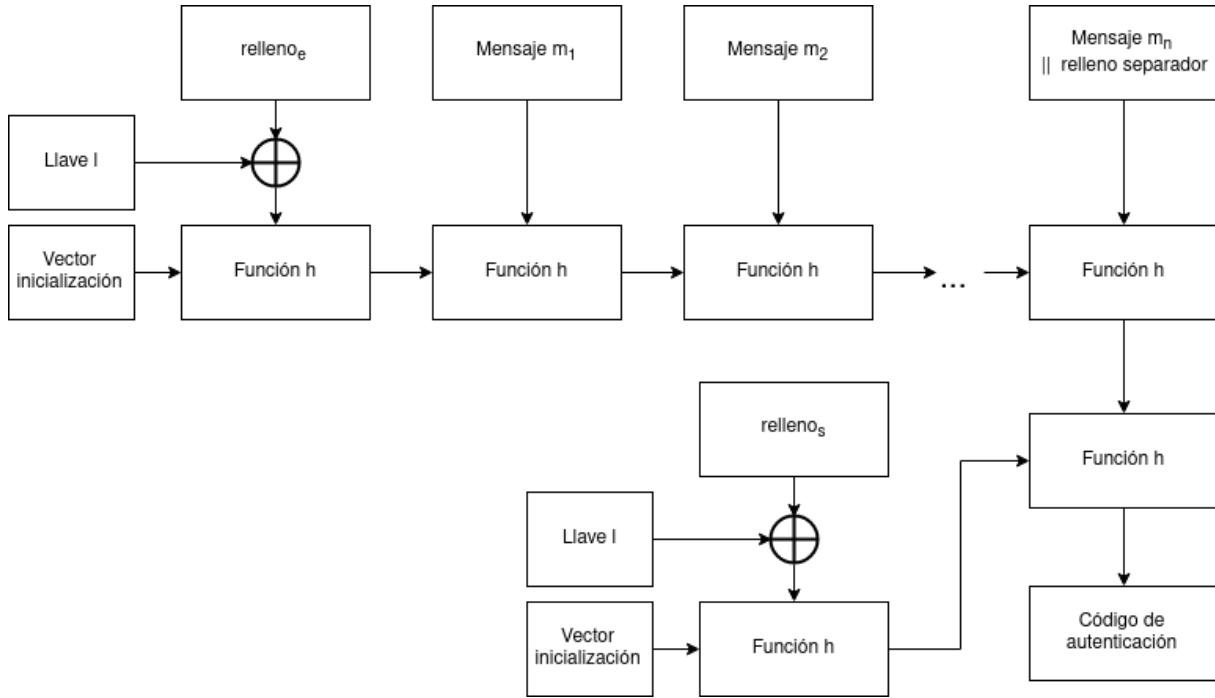 relleno_e
Mensaje m_1
Mensaje m_2
Mensaje m_n
|| relleno separador
Llave l
Vector
inicialización
Función h
Función h
Función h
...
Función h
relleno_s
Función h
Llave l
Vector
inicialización
Función h
Código de
autenticación